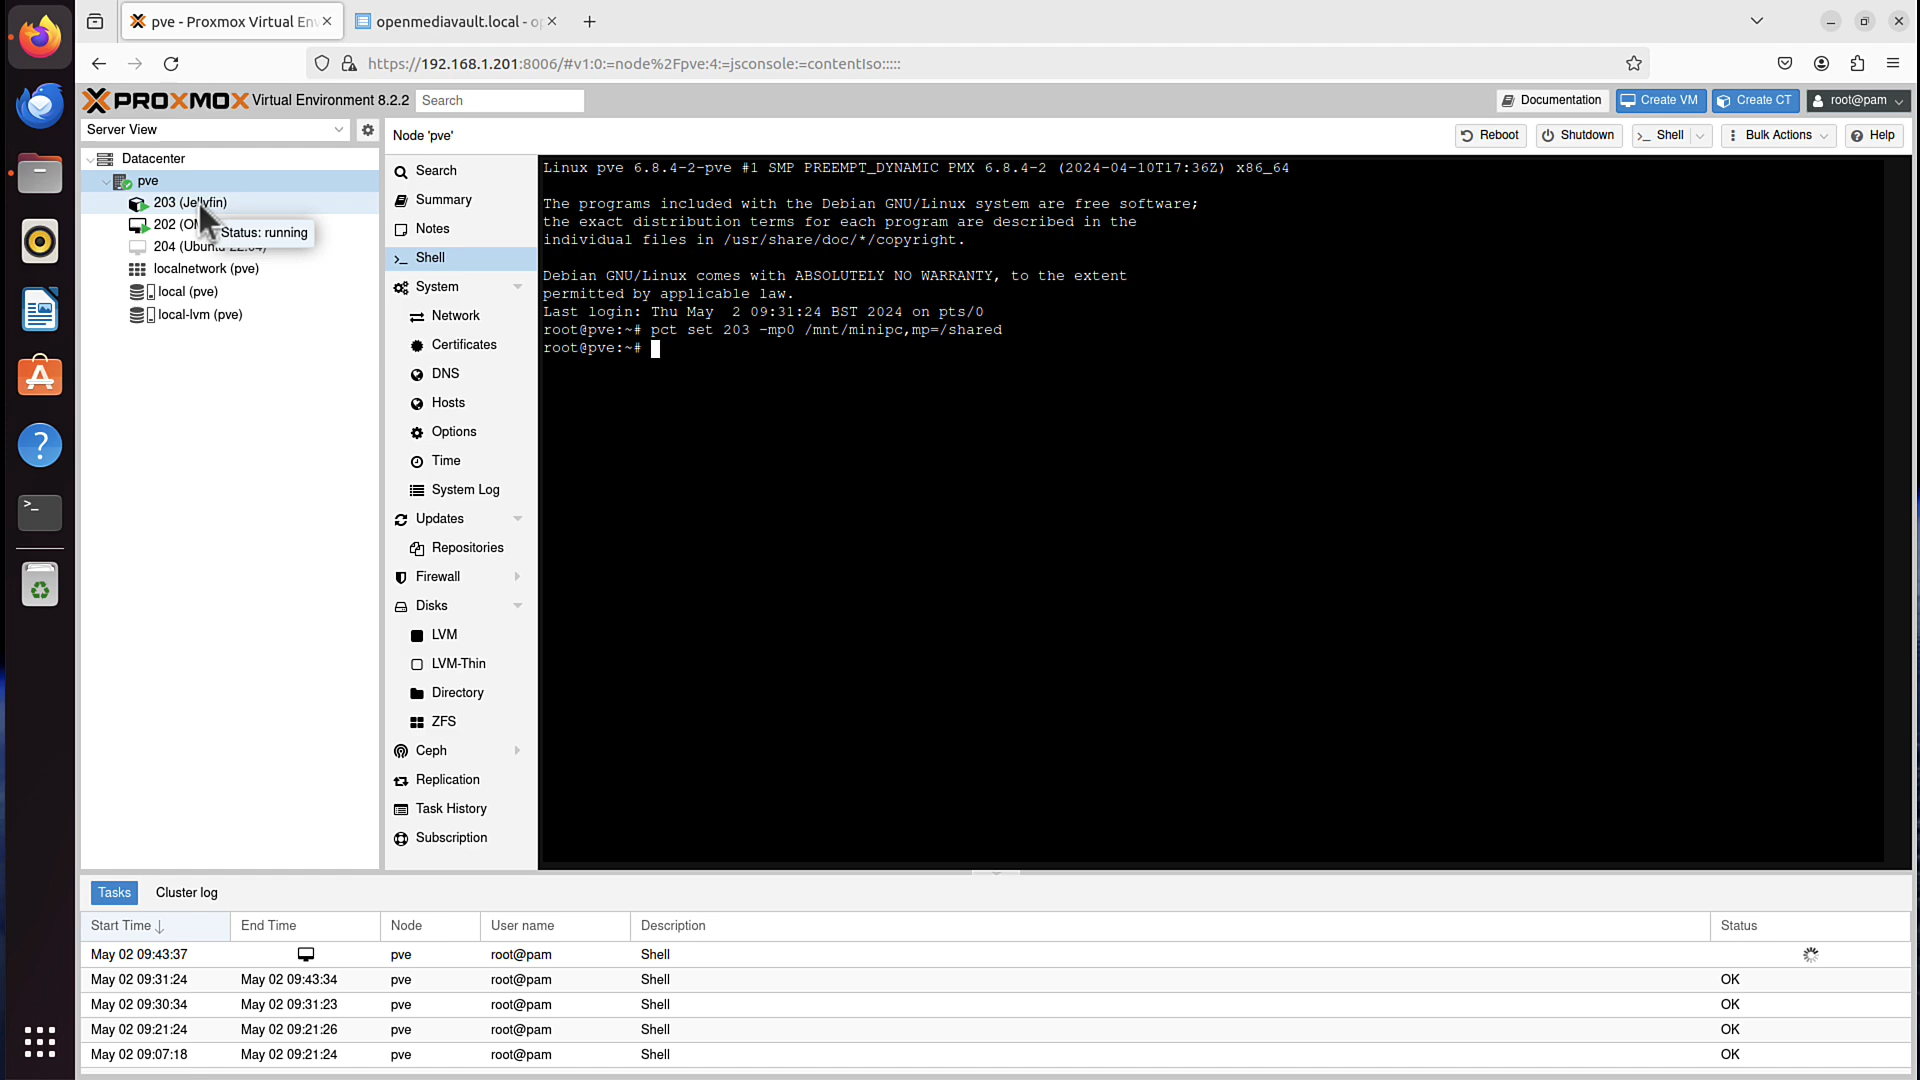 pve - Proxmox Virtual En
openmediavault.local - o
https://192.168.1.201:8006/#v1:0:=node%2Fpve:4:=jsconsole:=contentIso:::::
PROXMOX Virtual Environment 8.2.2
Search
Documentation
Create VM
Create CT
root@pam
Server View
Node 'pve'
Reboot
Shutdown
>_ Shell
Bulk Actions
Help
Datacenter
pve
203 (Jellyfin)
202 (O
Status: running
204 (Ubuntu 22.04)
localnetwork (pve)
local (pve)
local-lvm (pve)
Search
Summary
Notes
>_ Shell
System
Network
Certificates
DNS
Hosts
Options
Time
System Log
Updates
Repositories
Firewall
Disks
LVM
LVM-Thin
Directory
ZFS
Ceph
Replication
Task History
Subscription
Linux pve 6.8.4-2-pve #1 SMP PREEMPT_DYNAMIC PMX 6.8.4-2 (2024-04-10T17:36Z) x86_64
The programs included with the Debian GNU/Linux system are free software;
the exact distribution terms for each program are described in the
individual files in /usr/share/doc/*/copyright.
Debian GNU/Linux comes with ABSOLUTELY NO WARRANTY, to the extent
permitted by applicable law.
Last login: Thu May  2 09:31:24 BST 2024 on pts/0
root@pve:~# pct set 203 -mp0 /mnt/minipc,mp=/shared
root@pve:~#
Tasks
Cluster log
Start Time End Time Node User name Description Status
May 02 09:43:37 pve root@pam Shell
May 02 09:31:24 May 02 09:43:34 pve root@pam Shell OK
May 02 09:30:34 May 02 09:31:23 pve root@pam Shell OK
May 02 09:21:24 May 02 09:21:26 pve root@pam Shell OK
May 02 09:07:18 May 02 09:21:24 pve root@pam Shell OK